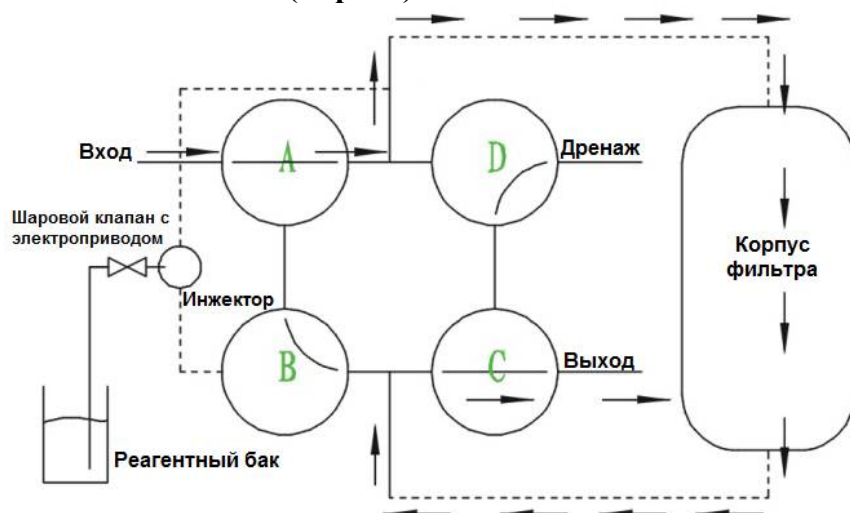 Вход
A
D
Дренаж
Шаровой клапан с
электроприводом
Корпус
фильтра
Инжектор
B
C
Выход
Реагентный бак